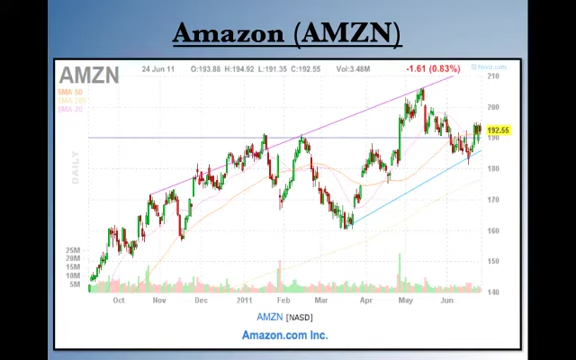 Amazon (AMZN)
AMZN
24 Jun 11 O:193.88 H:194.92 L:191.35 C:192.55 Vol:3.48M -1.61 (0.83%)
SMA 50
SMA 200
SMA 20
DAILY
210
200
192.55
190
180
170
160
150
140
25M
20M
15M
10M
5M
Oct Nov Dec 2011 Feb Mar Apr May Jun
AMZN [NASD]
Amazon.com Inc.